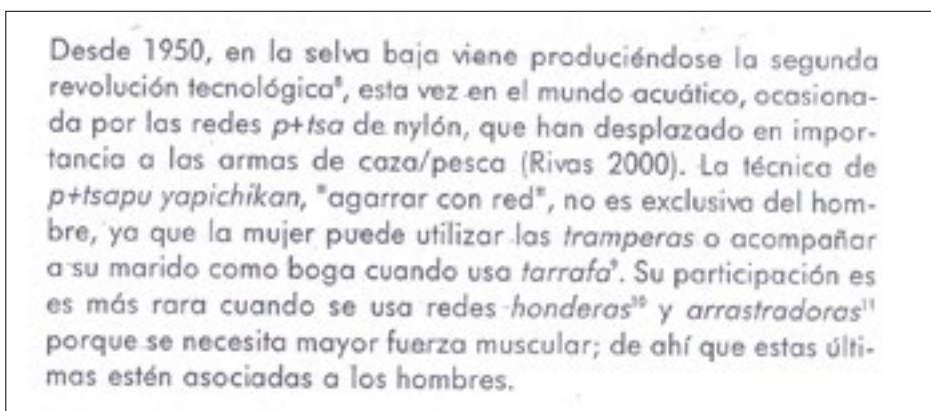 Desde 1950, en la selva baja viene produciéndose la segunda
revolución tecnológica⁸, esta vez en el mundo acuático, ocasiona-
da por las redes p+tsa de nylón, que han desplazado en impor-
tancia a las armas de caza/pesca (Rivas 2000). La técnica de
p+tsapu yapichikan, "agarrar con red", no es exclusiva del hom-
bre, ya que la mujer puede utilizar las tramperas o acompañar
a su marido como boga cuando usa tarrafa⁹. Su participación es
es más rara cuando se usa redes honderas¹⁰ y arrastradoras¹¹
porque se necesita mayor fuerza muscular; de ahí que estas últi-
mas estén asociadas a los hombres.